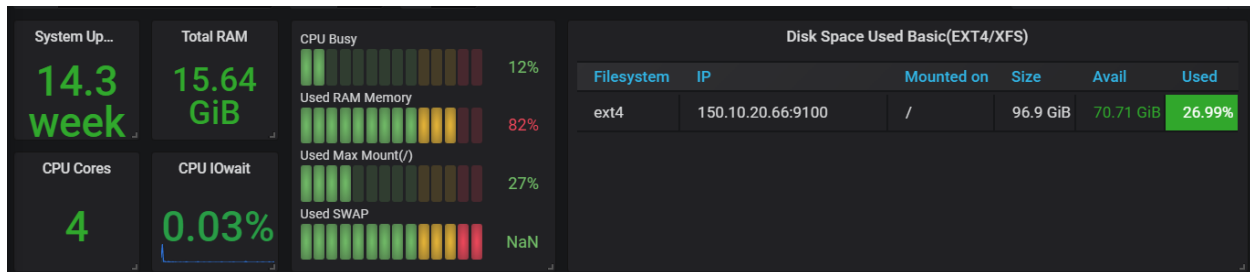 System Up...
14.3
week
Total RAM
15.64
GiB
CPU Cores
4
CPU IOwait
0.03%
CPU Busy
12%
Used RAM Memory
82%
Used Max Mount(/)
27%
Used SWAP
NaN
Disk Space Used Basic(EXT4/XFS)
Filesystem IP Mounted on Size Avail Used
ext4 150.10.20.66:9100 / 96.9 GiB 70.71 GiB 26.99%